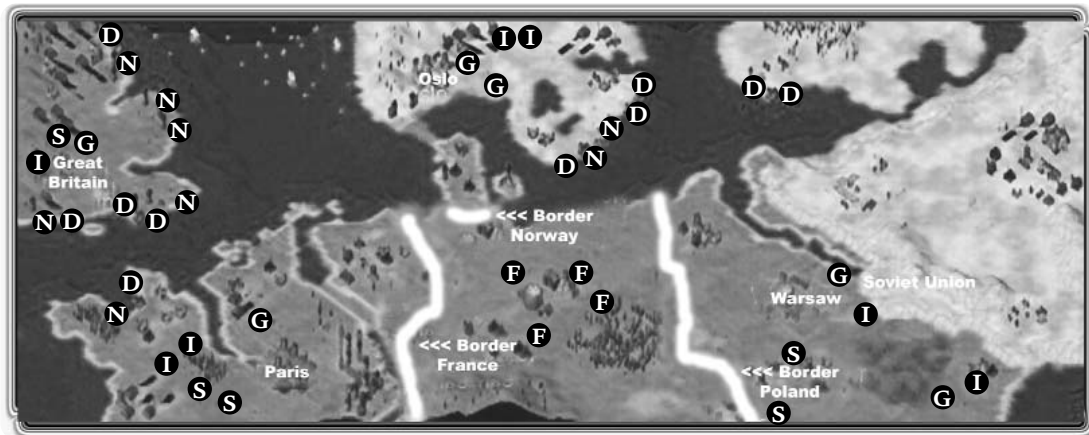 D
I I
N
G
Oslo
G
D
D D
N
D
N
N
S G
I
Great
Britain
N
D
D
N
N D
D
<<< Border
Norway
F F
G
Soviet Union
D
Warsaw
F
N
G
I
F
I
<<< Border
France
S
I
Paris
<<< Border
Poland
I
S
S
G
S